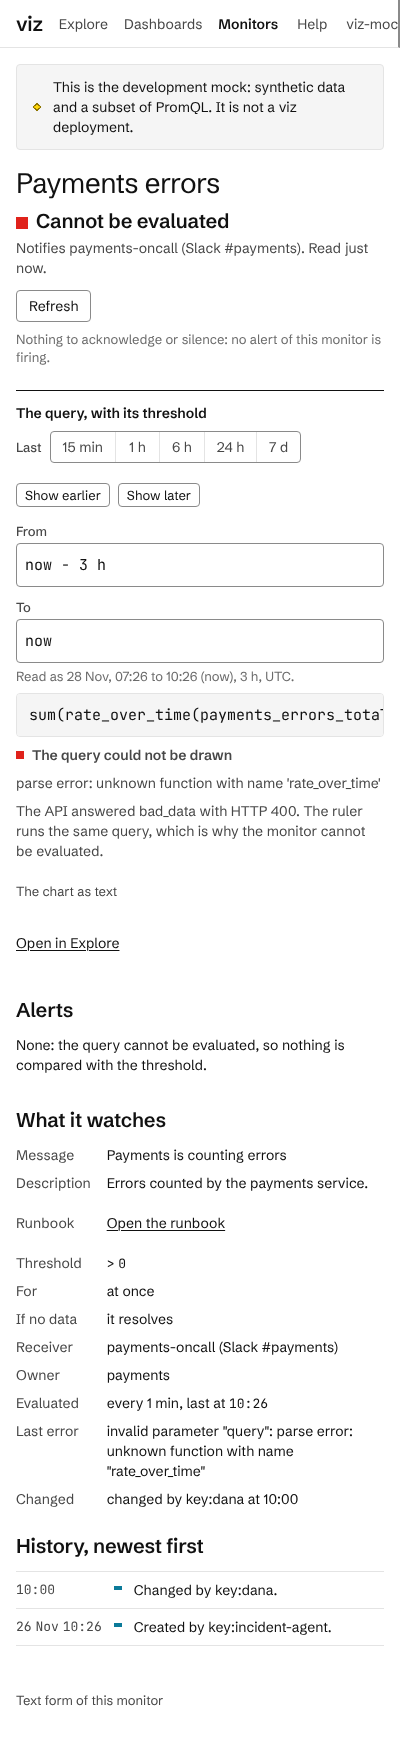 viz Explore Dashboards Monitors Help viz-moc
This is the development mock: synthetic data
and a subset of PromQL. It is not a viz
deployment.
Payments errors
Cannot be evaluated
Notifies payments-oncall (Slack #payments). Read just
now.
Refresh
Nothing to acknowledge or silence: no alert of this monitor is
firing.
The query, with its threshold
Last 15 min 1 h 6 h 24 h 7 d
Show earlier Show later
From
now - 3 h
To
now
Read as 28 Nov, 07:26 to 10:26 (now), 3 h, UTC.
sum(rate_over_time(payments_errors_total
The query could not be drawn
parse error: unknown function with name 'rate_over_time'
The API answered bad_data with HTTP 400. The ruler
runs the same query, which is why the monitor cannot
be evaluated.
The chart as text
Open in Explore
Alerts
None: the query cannot be evaluated, so nothing is
compared with the threshold.
What it watches
Message Payments is counting errors
Description Errors counted by the payments service.
Runbook Open the runbook
Threshold > 0
For at once
If no data it resolves
Receiver payments-oncall (Slack #payments)
Owner payments
Evaluated every 1 min, last at 10:26
Last error invalid parameter "query": parse error:
unknown function with name
"rate_over_time"
Changed changed by key:dana at 10:00
History, newest first
10:00 Changed by key:dana.
26 Nov 10:26 Created by key:incident-agent.
Text form of this monitor